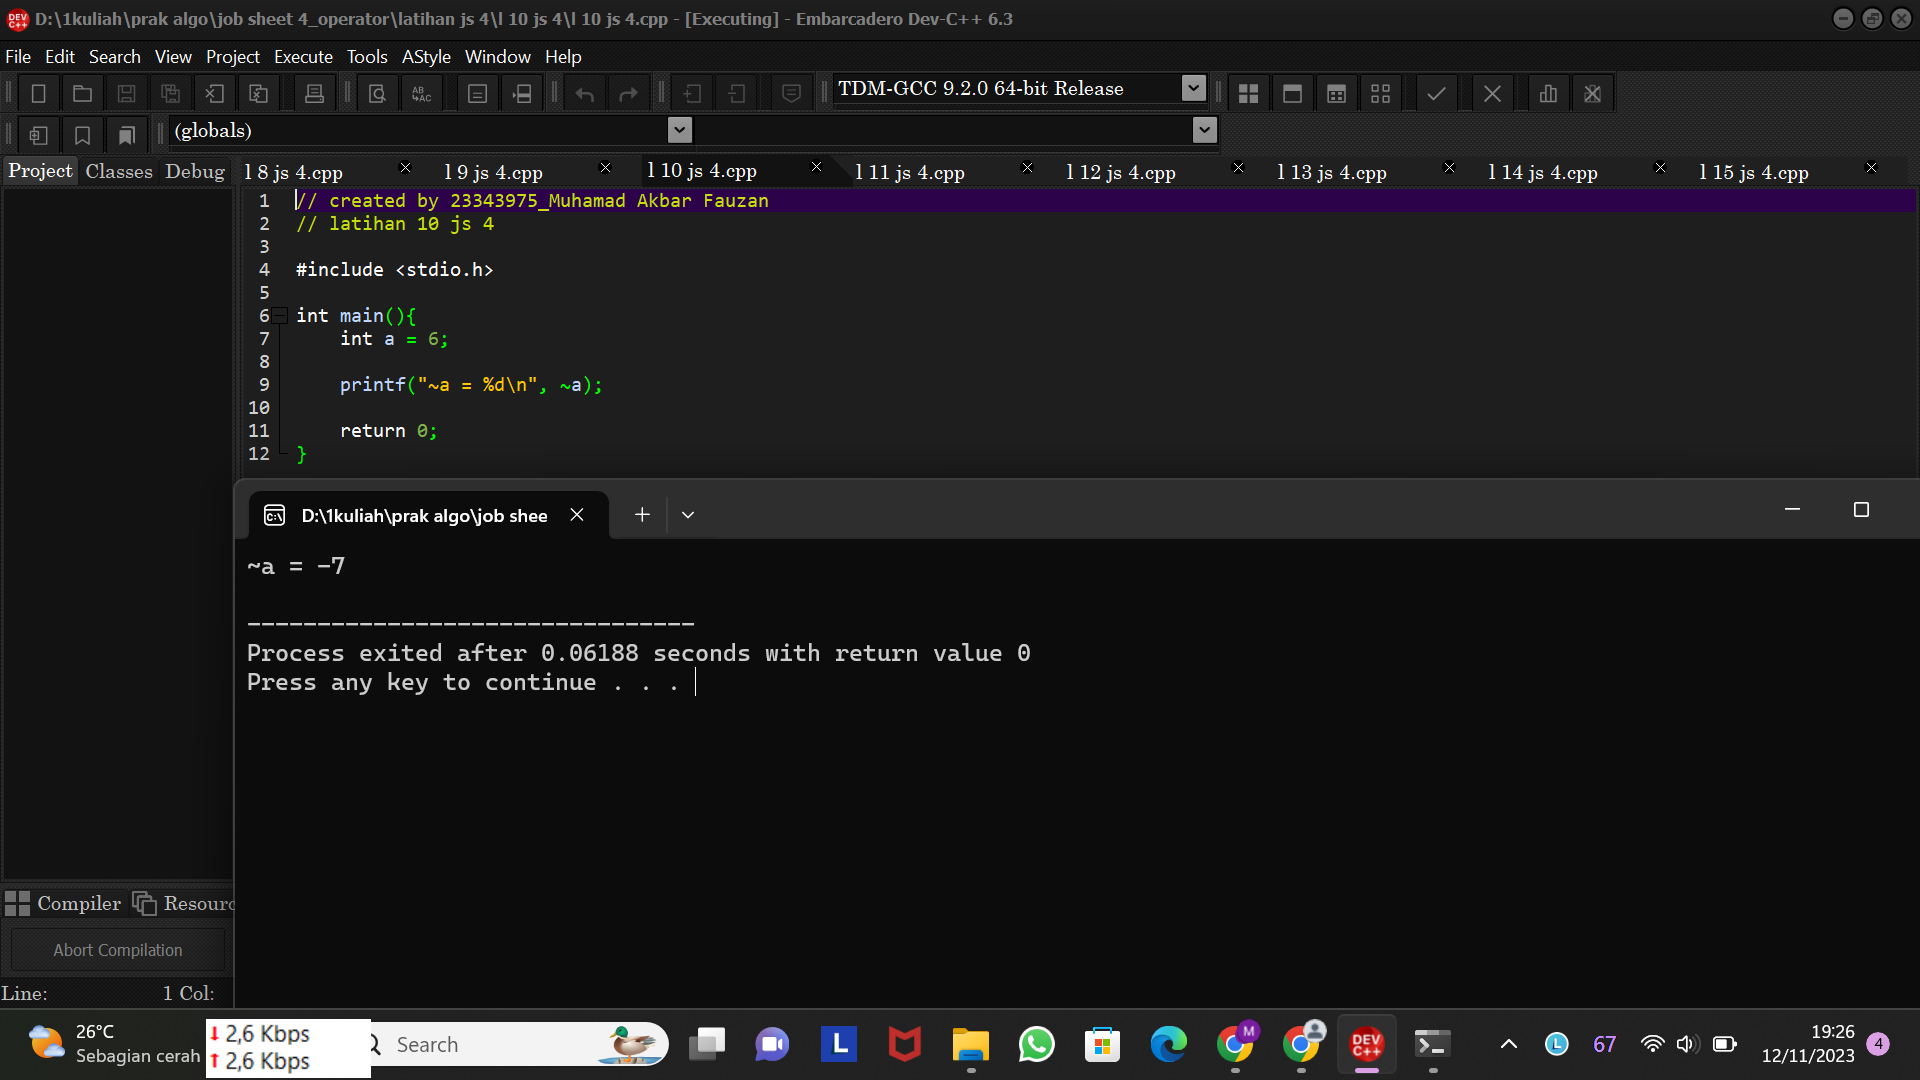 D:\1kuliah\prak algo\job sheet 4_operator\latihan js 4\l 10 js 4\l 10 js 4.cpp - [Executing] - Embarcadero Dev-C++ 6.3
File Edit Search View Project Execute Tools AStyle Window Help
TDM-GCC 9.2.0 64-bit Release
(globals)
Project Classes Debug
l 8 js 4.cpp l 9 js 4.cpp l 10 js 4.cpp l 11 js 4.cpp l 12 js 4.cpp l 13 js 4.cpp l 14 js 4.cpp l 15 js 4.cpp
1 // created by 23343975_Muhamad Akbar Fauzan
2 // latihan 10 js 4
3
4 #include <stdio.h>
5
6 int main(){
7 int a = 6;
8
9 printf("~a = %d\n", ~a);
10
11 return 0;
12 }
D:\1kuliah\prak algo\job shee
~a = -7
--------------------------------
Process exited after 0.06188 seconds with return value 0
Press any key to continue . . .
Compiler Resourc
Abort Compilation
Line: 1 Col:
26°C
Sebagian cerah
2,6 Kbps
2,6 Kbps
Search
67
19:26
12/11/2023
4